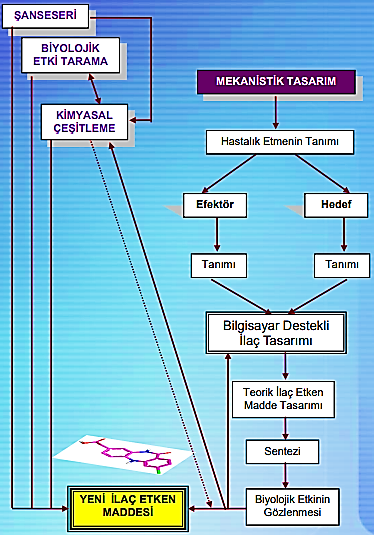 ŞANSESERİ
BİYOLOJİK
ETKİ TARAMA
KİMYASAL
ÇEŞİTLEME
MEKANİSTİK TASARIM
Hastalık Etmenin Tanımı
Efektör
Hedef
Tanımı
Tanımı
Bilgisayar Destekli
İlaç Tasarımı
Teorik İlaç Etken
Madde Tasarımı
Sentezi
Biyolojik Etkinin
Gözlenmesi
YENİ İLAÇ ETKEN
MADDESİ